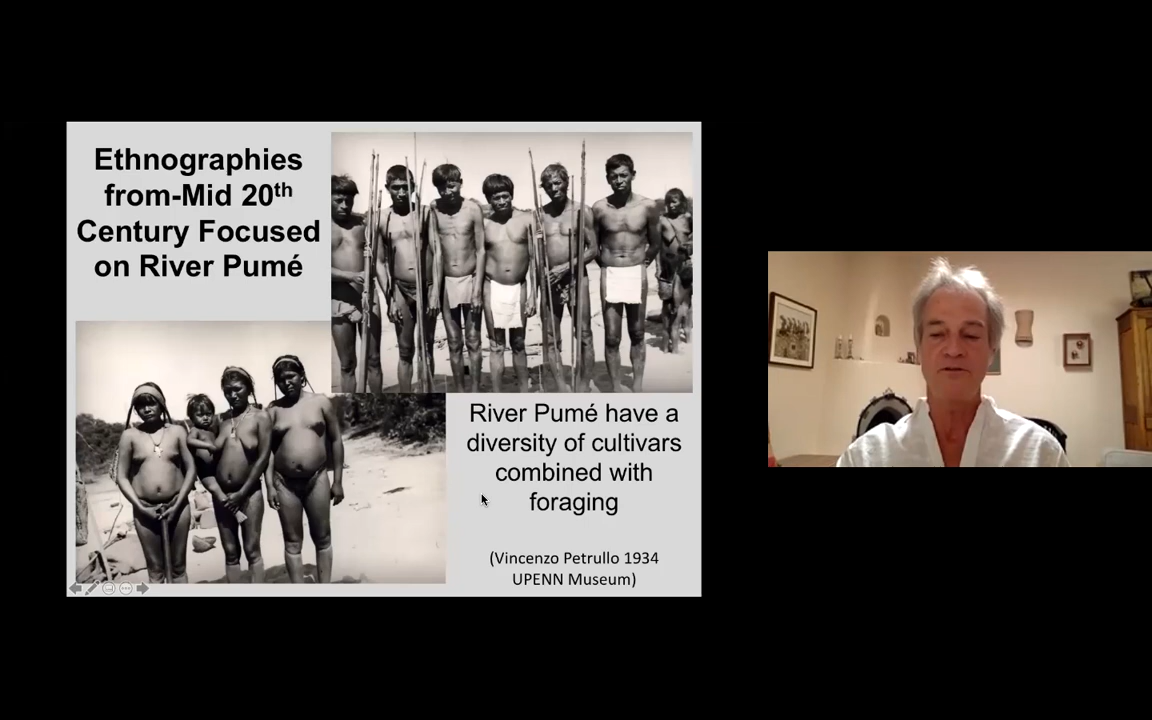 Ethnographies
from-Mid 20th
Century Focused
on River Pumé
River Pumé have a
diversity of cultivars
combined with
foraging
(Vincenzo Petrullo 1934
UPENN Museum)